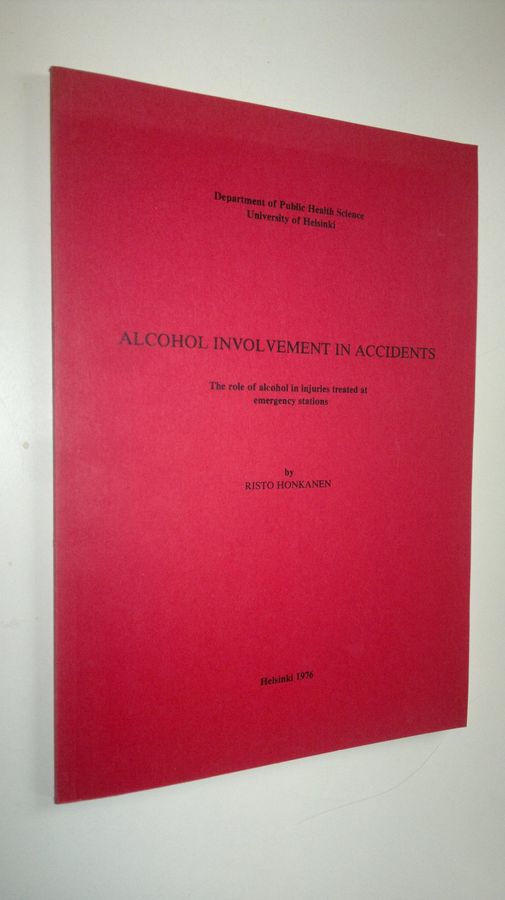 Department of Public Health Science
University of Helsinki
ALCOHOL INVOLVEMENT IN ACCIDENTS
The role of alcohol in injuries treated at
emergency stations
by
RISTO HONKANEN
Helsinki 1976